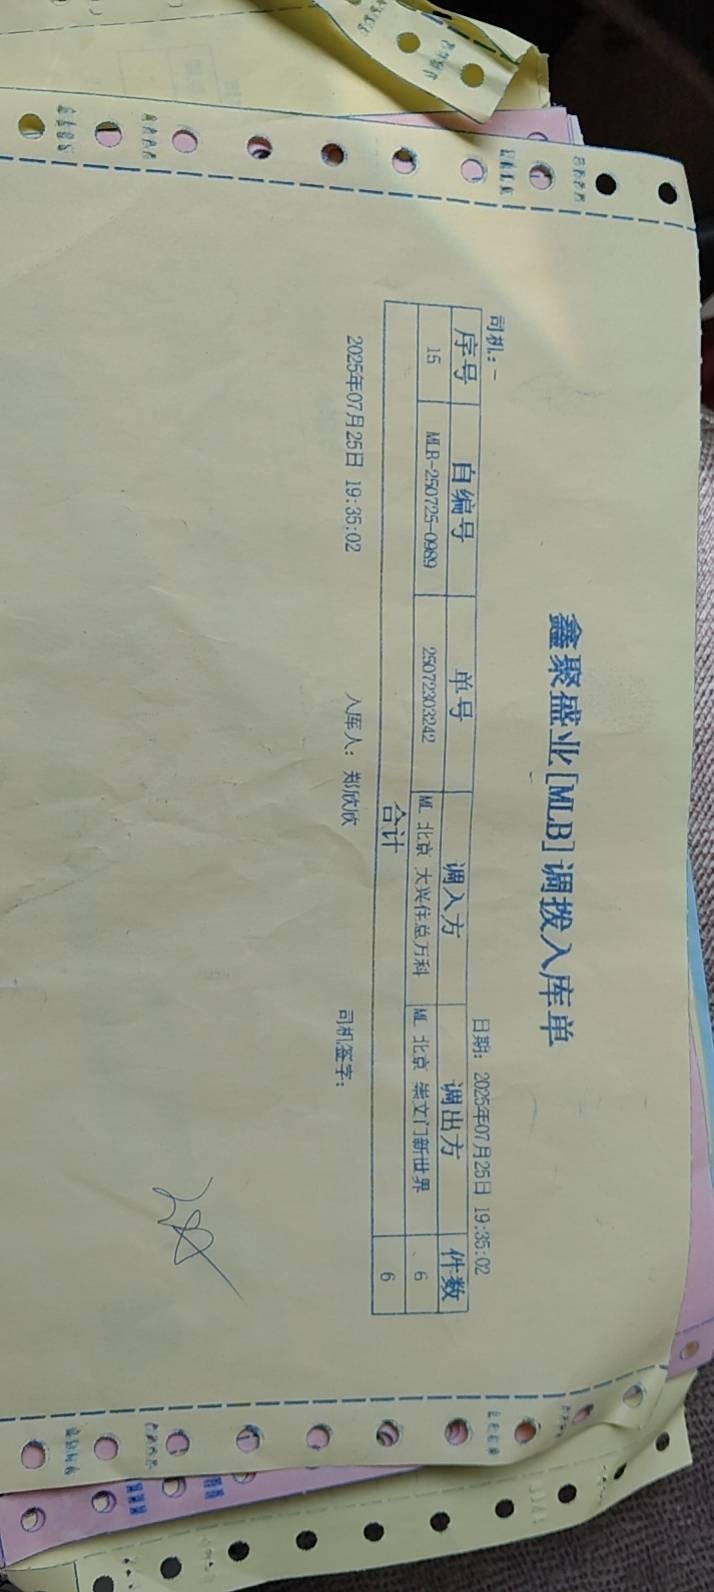 鑫聚盛业[MLB]调拨入库单
司机：-
日期： 2025年07月25日 19:35:02
序号 自编号 单号 调入方 调出方 件数
15 MLB-250725-0989 25072303242 ML 北京 大兴住总万科 ML 北京 崇文门新世界 6
合计 6
2025年07月25日 19:35:02 入库人： 郑欣欣 司机签字：